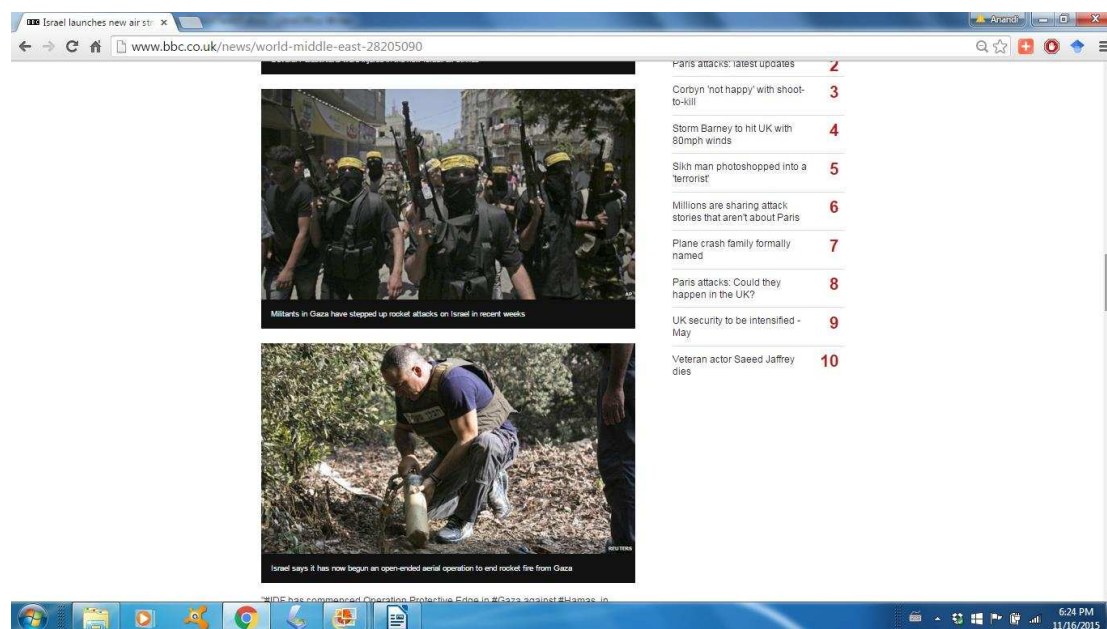 Israel launches new air str
Anandi
www.bbc.co.uk/news/world-middle-east-28205090
Paris attacks: latest updates 2
Corbyn 'not happy' with shoot-
to-kill 3
Storm Barney to hit UK with
80mph winds 4
Sikh man photoshopped into a
'terrorist' 5
Millions are sharing attack
stories that aren't about Paris 6
Plane crash family formally
named 7
Paris attacks: Could they
happen in the UK? 8
UK security to be intensified -
May 9
Veteran actor Saeed Jaffrey
dies 10
AP
Militants in Gaza have stepped up rocket attacks on Israel in recent weeks
REUTERS
Israel says it has now begun an open-ended aerial operation to end rocket fire from Gaza
"#IDF has commenced Operation Protective Edge in #Gaza against #Hamas, in
6:24 PM
11/16/2015